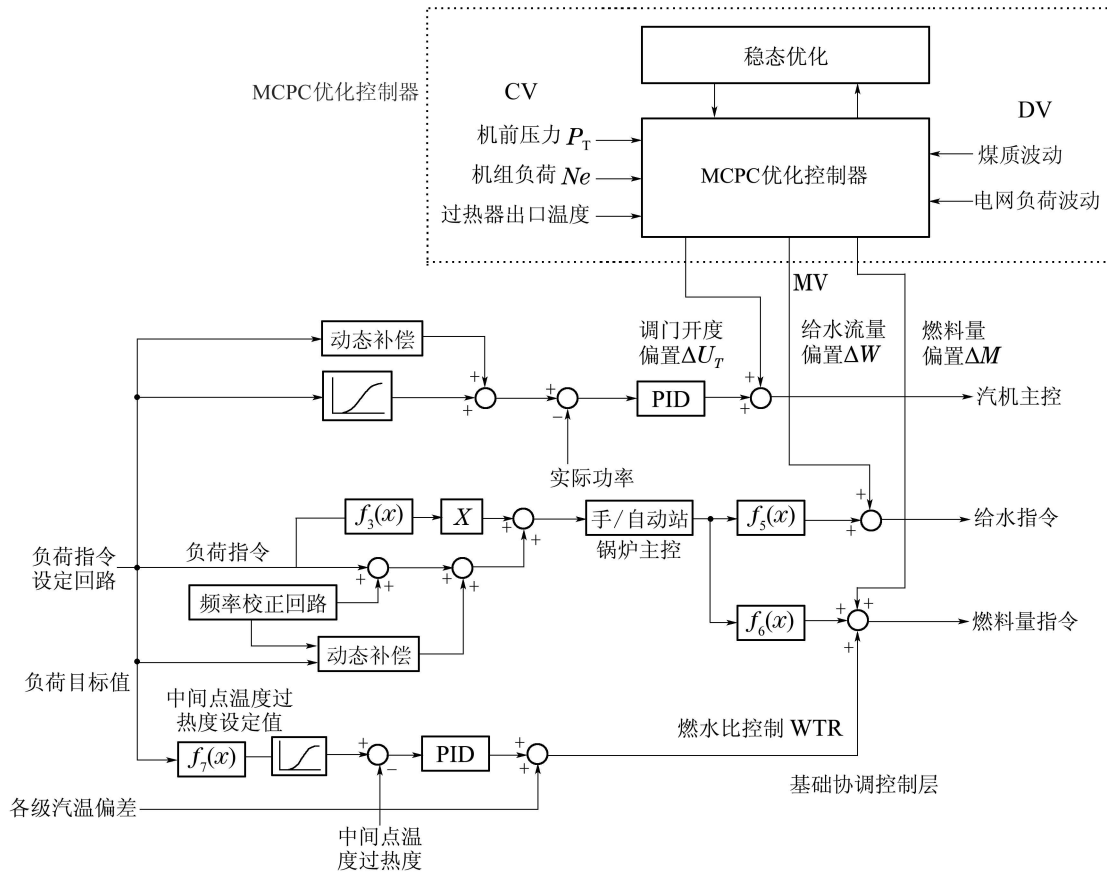 稳态优化
MCPC优化控制器
CV
DV
机前压力 P_T
机组负荷 Ne
过热器出口温度
MCPC优化控制器
煤质波动
电网负荷波动
MV
动态补偿
调门开度
偏置ΔU_T
给水流量
偏置ΔW
燃料量
偏置ΔM
+
+
+
−
PID
+
+
汽机主控
实际功率
f₃(x)
X
+
+
手/自动站
锅炉主控
f₅(x)
+
+
给水指令
负荷指令
设定回路
负荷指令
+
+
+
+
频率校正回路
动态补偿
f₆(x)
+
+
+
燃料量指令
负荷目标值
中间点温度过
热度设定值
f₇(x)
+
−
PID
+
+
燃水比控制 WTR
基础协调控制层
各级汽温偏差
中间点温
度过热度